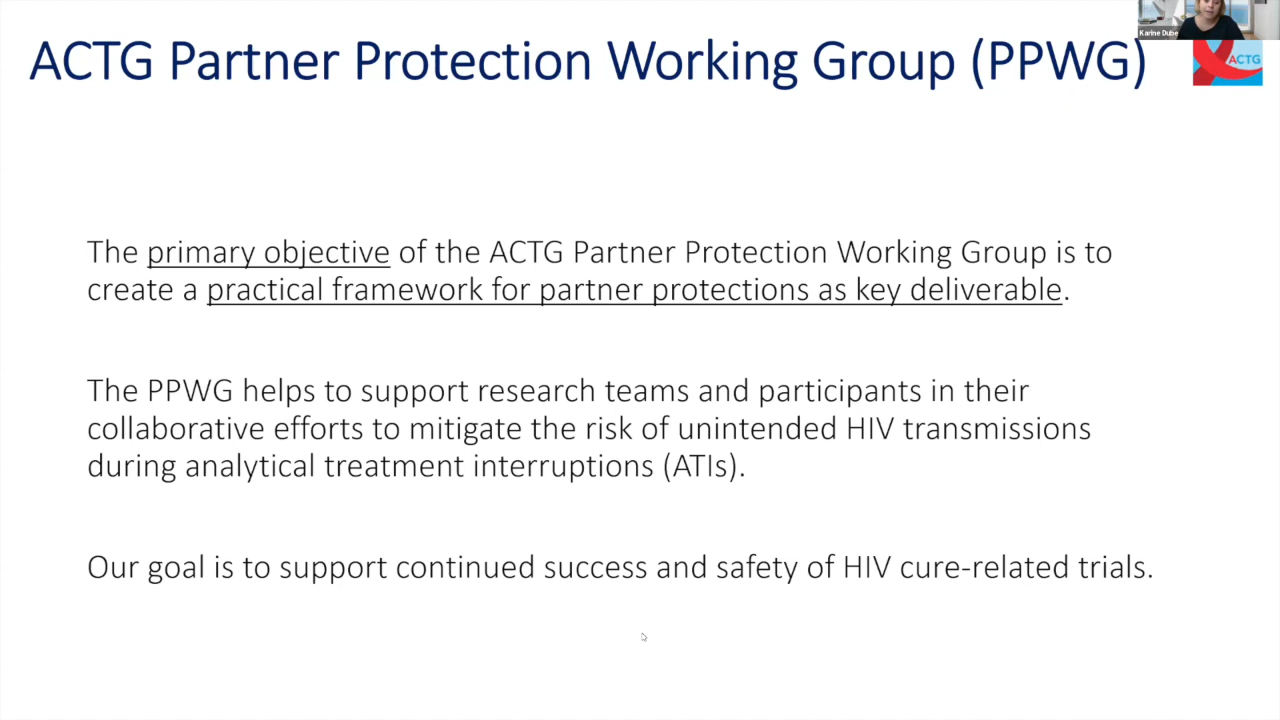 Karine Dube
ACTG Partner Protection Working Group (PPWG)
ACTG
The primary objective of the ACTG Partner Protection Working Group is to
create a practical framework for partner protections as key deliverable.
The PPWG helps to support research teams and participants in their
collaborative efforts to mitigate the risk of unintended HIV transmissions
during analytical treatment interruptions (ATIs).
Our goal is to support continued success and safety of HIV cure-related trials.